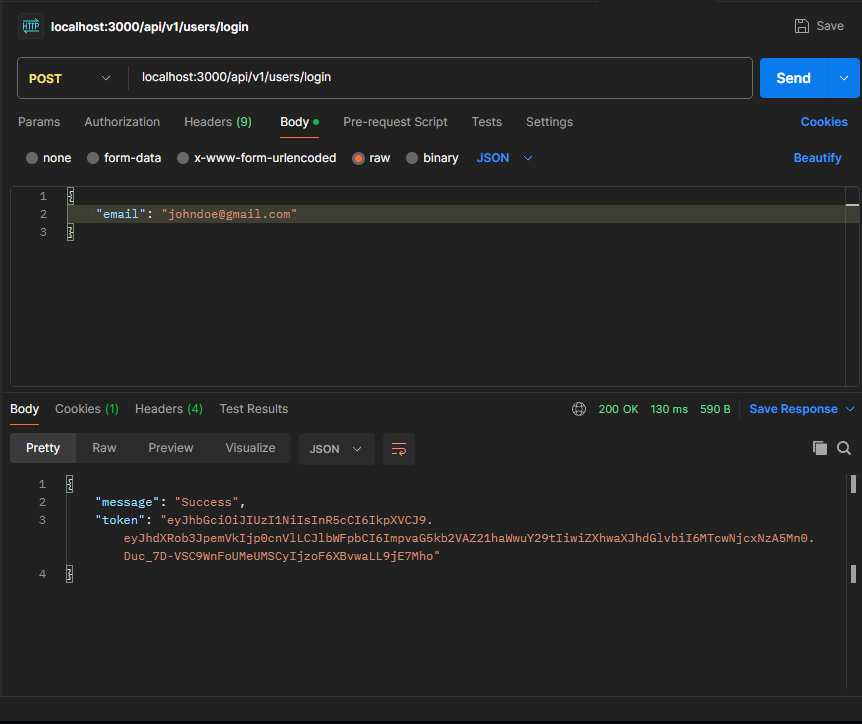 HTTP localhost:3000/api/v1/users/login Save
POST localhost:3000/api/v1/users/login Send
Params Authorization Headers (9) Body Pre-request Script Tests Settings Cookies
none form-data x-www-form-urlencoded raw binary JSON Beautify
1 {
2 "email": "johndoe@gmail.com"
3 }
Body Cookies (1) Headers (4) Test Results 200 OK 130 ms 590 B Save Response
Pretty Raw Preview Visualize JSON
1 {
2 "message": "Success",
3 "token": "eyJhbGciOiJIUzI1NiIsInR5cCI6IkpXVCJ9.
eyJhdXRob3JpemVkIjp0cnVlLCJlbWFpbCI6ImpvaG5kb2VAZ21haWwuY29tIiwiZXhwaXJhdGlvbiI6MTcwNjcxNzA5Mn0.
Duc_7D-VSC9WnFoUMeUMSCyIjzoF6XBvwaLL9jE7Mho"
4 }